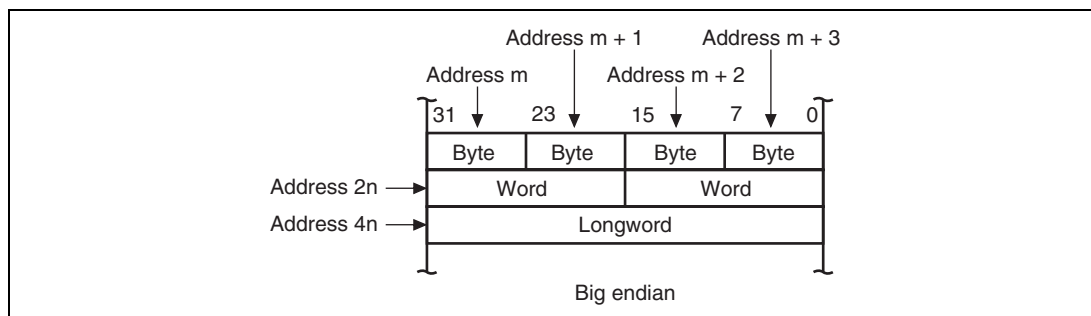 Address m + 1 Address m + 3
Address m Address m + 2
31 23 15 7 0
Byte Byte Byte Byte
Address 2n Word Word
Address 4n Longword
Big endian